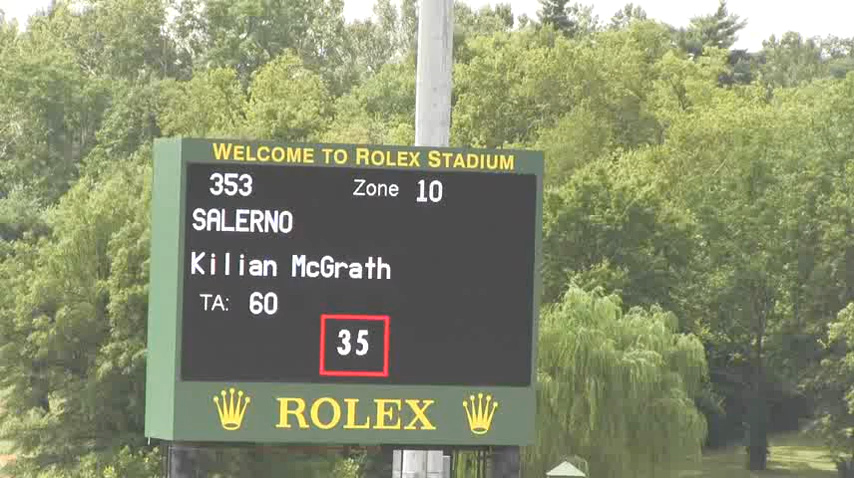 WELCOME TO ROLEX STADIUM
353 Zone 10
SALERNO
Kilian McGrath
TA: 60
35
ROLEX